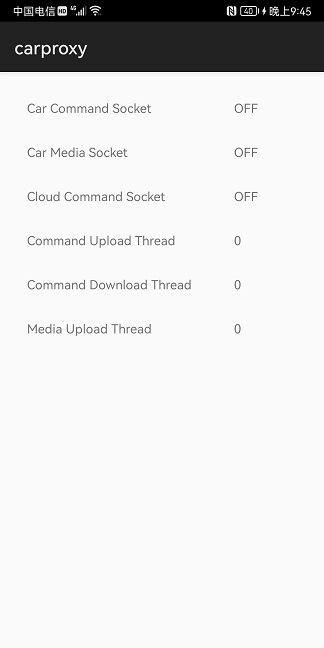 中国电信 HD 4G 40 晚上9:45
carproxy
Car Command Socket OFF
Car Media Socket OFF
Cloud Command Socket OFF
Command Upload Thread 0
Command Download Thread 0
Media Upload Thread 0